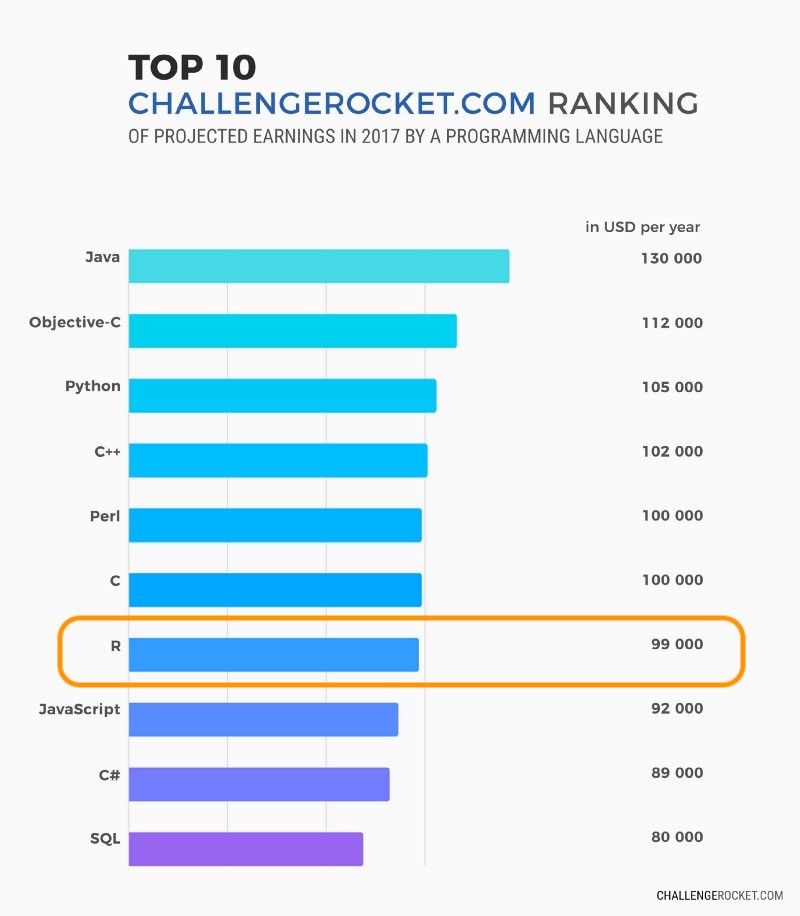 TOP 10
CHALLENGEROCKET.COM RANKING
OF PROJECTED EARNINGS IN 2017 BY A PROGRAMMING LANGUAGE
in USD per year
Java 130 000
Objective-C 112 000
Python 105 000
C++ 102 000
Perl 100 000
C 100 000
R 99 000
JavaScript 92 000
C# 89 000
SQL 80 000
CHALLENGEROCKET.COM